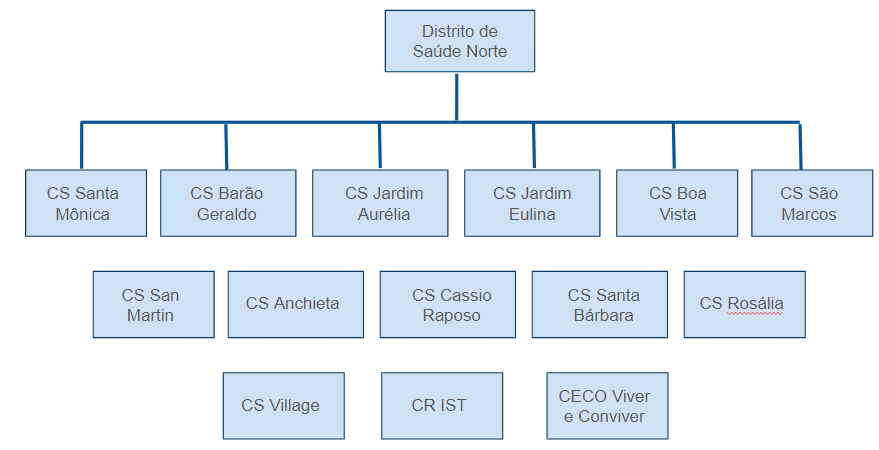 Distrito de
Saúde Norte
CS Santa
Mônica
CS Barão
Geraldo
CS Jardim
Aurélia
CS Jardim
Eulina
CS Boa
Vista
CS São
Marcos
CS San
Martin
CS Anchieta
CS Cassio
Raposo
CS Santa
Bárbara
CS Rosália
CS Village
CR IST
CECO Viver
e Conviver